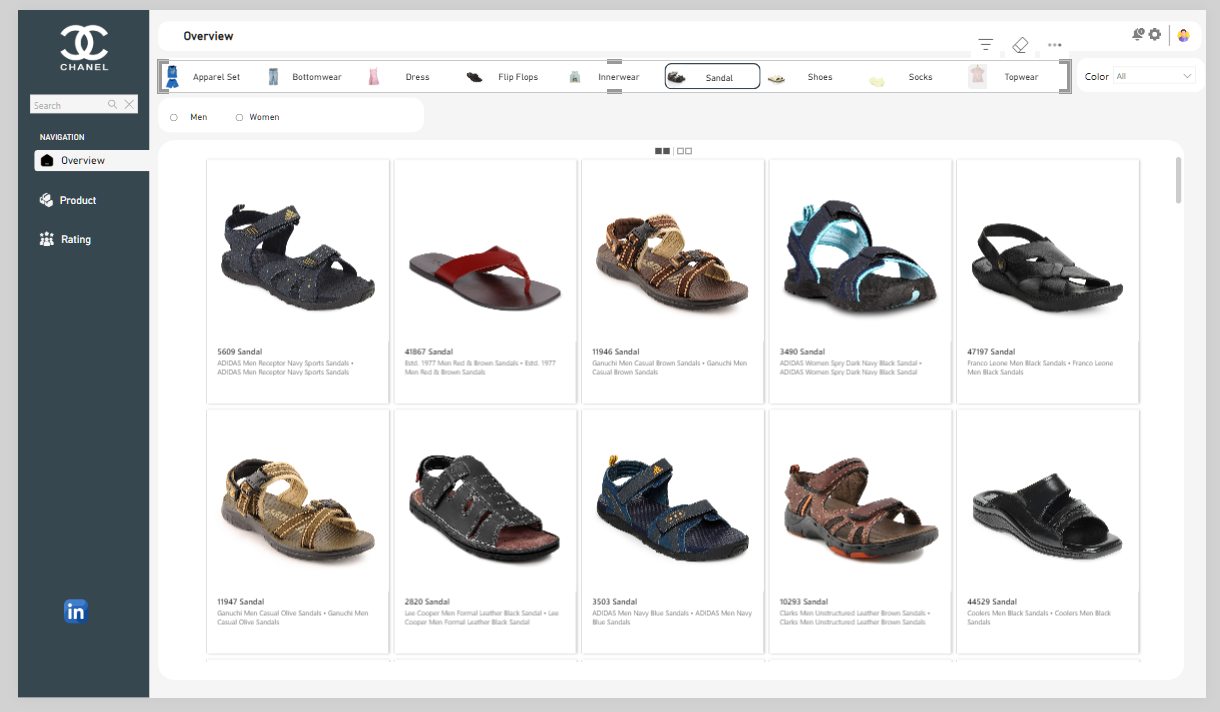 CHANEL
Search
NAVIGATION
Overview
Product
Rating
in
Overview
Apparel Set
Bottomwear
Dress
Flip Flops
Innerwear
Sandal
Shoes
Socks
Topwear
Color
All
Men
Women
5609 Sandal
ADIDAS Men Receptor Navy Sports Sandals •
ADIDAS Men Receptor Navy Sports Sandals
41867 Sandal
Estd. 1977 Men Red & Brown Sandals • Estd. 1977
Men Red & Brown Sandals
11946 Sandal
Ganuchi Men Casual Brown Sandals • Ganuchi Men
Casual Brown Sandals
3490 Sandal
ADIDAS Women Spry Dark Navy Black Sandal •
ADIDAS Women Spry Dark Navy Black Sandal
47197 Sandal
Franco Leone Men Black Sandals • Franco Leone
Men Black Sandals
11947 Sandal
Ganuchi Men Casual Olive Sandals • Ganuchi Men
Casual Olive Sandals
2820 Sandal
Lee Cooper Men Formal Leather Black Sandal • Lee
Cooper Men Formal Leather Black Sandal
3503 Sandal
ADIDAS Men Navy Blue Sandals • ADIDAS Men Navy
Blue Sandals
10293 Sandal
Clarks Men Unstructured Leather Brown Sandals •
Clarks Men Unstructured Leather Brown Sandals
44529 Sandal
Coolers Men Black Sandals • Coolers Men Black
Sandals